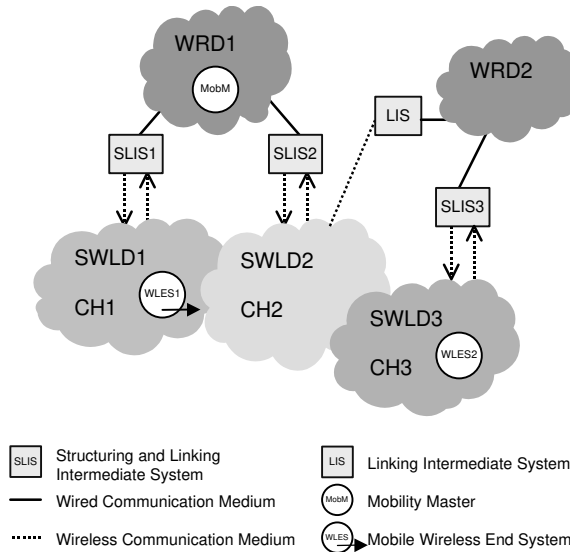 WRD1
MobM
WRD2
LIS
SLIS1
SLIS2
SLIS3
SWLD1
CH1
WLES1
SWLD2
CH2
SWLD3
CH3
WLES2
SLIS
Structuring and Linking
Intermediate System
LIS
Linking Intermediate System
Wired Communication Medium
MobM
Mobility Master
Wireless Communication Medium
WLES
Mobile Wireless End System